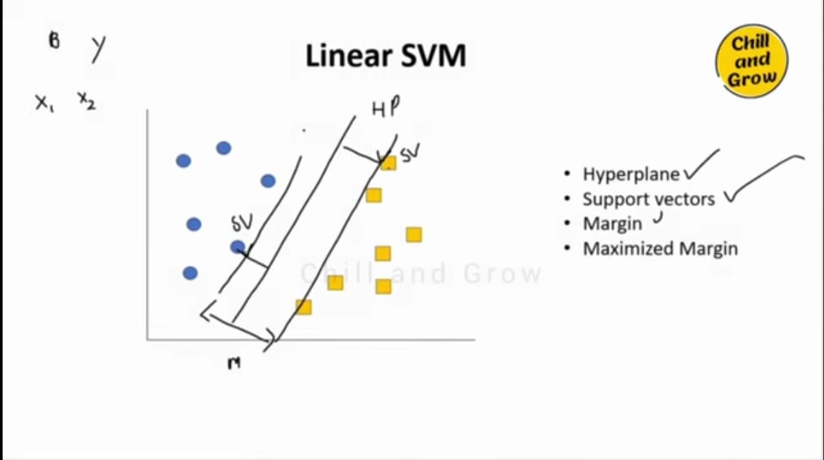 B Y
Linear SVM
Chill
and
Grow
X1 X2
HP
SV
• Hyperplane
• Support vectors
SV
• Margin
• Maximized Margin
Chill and Grow
M